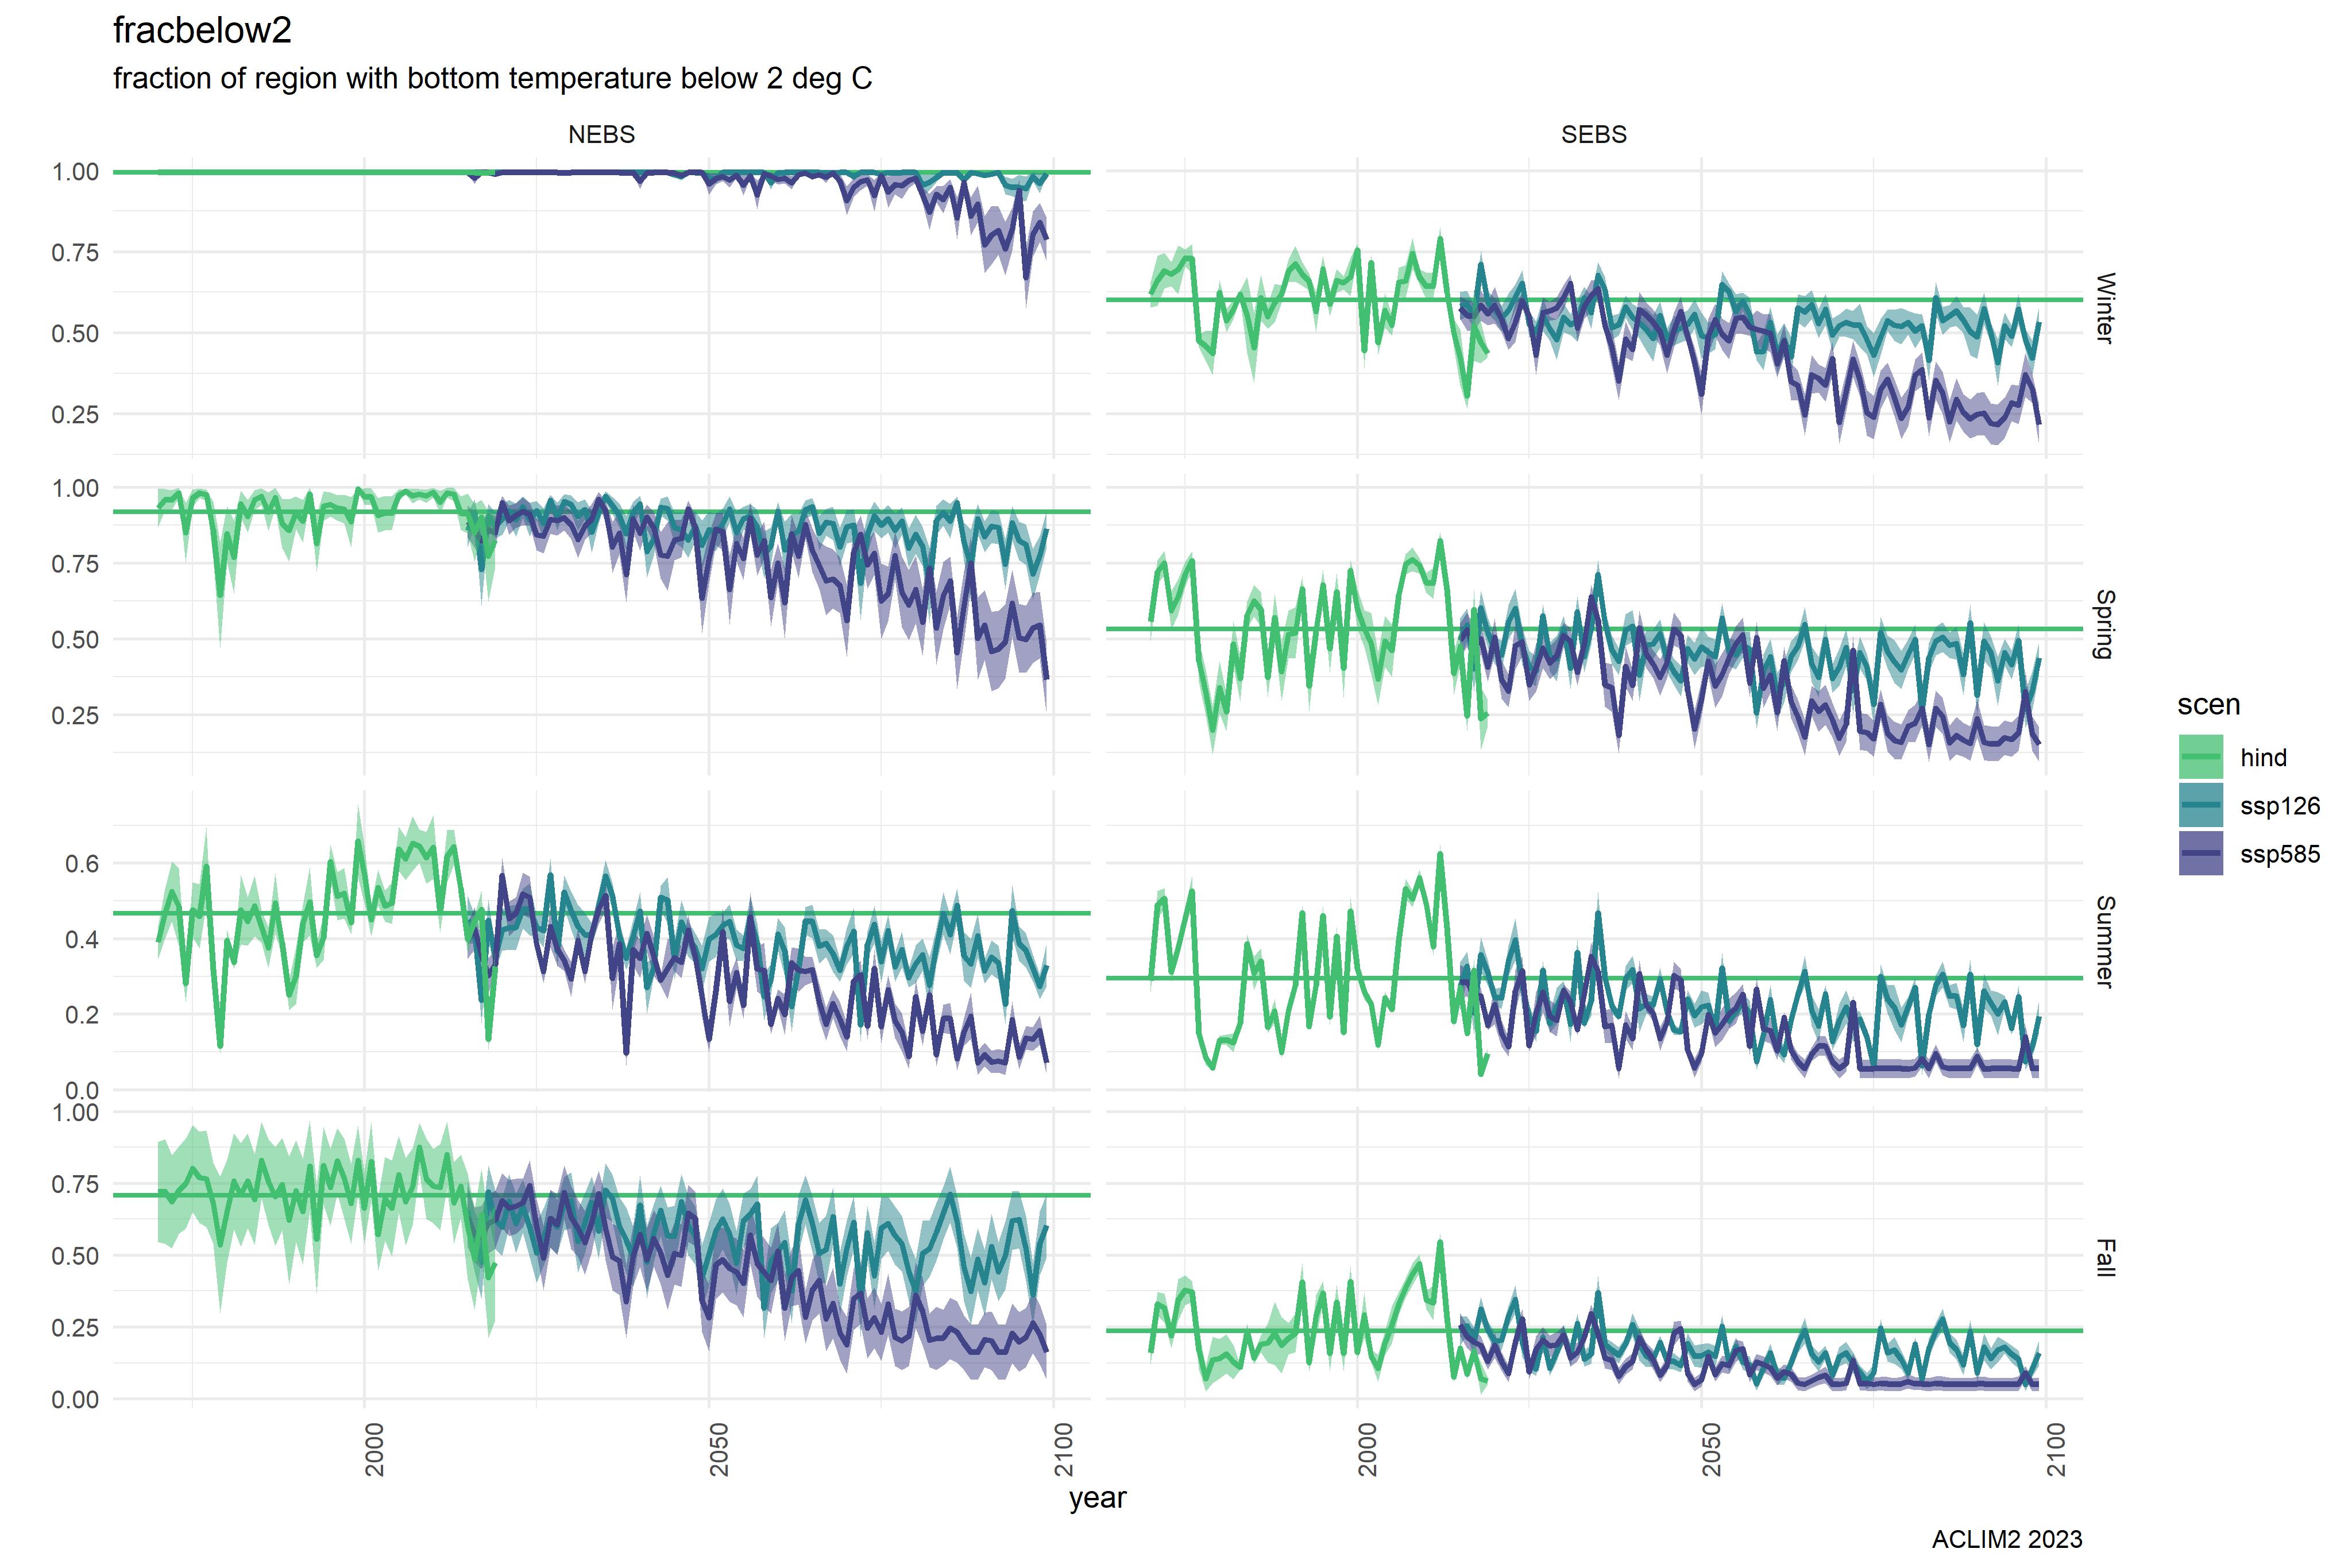 fracbelow2
fraction of region with bottom temperature below 2 deg C
NEBS
SEBS
1.00
0.75
0.50
0.25
Winter
1.00
0.75
0.50
0.25
Spring
0.6
0.4
0.2
0.0
Summer
1.00
0.75
0.50
0.25
0.00
Fall
2000
2050
2100
2000
2050
2100
year
scen
hind
ssp126
ssp585
ACLIM2 2023